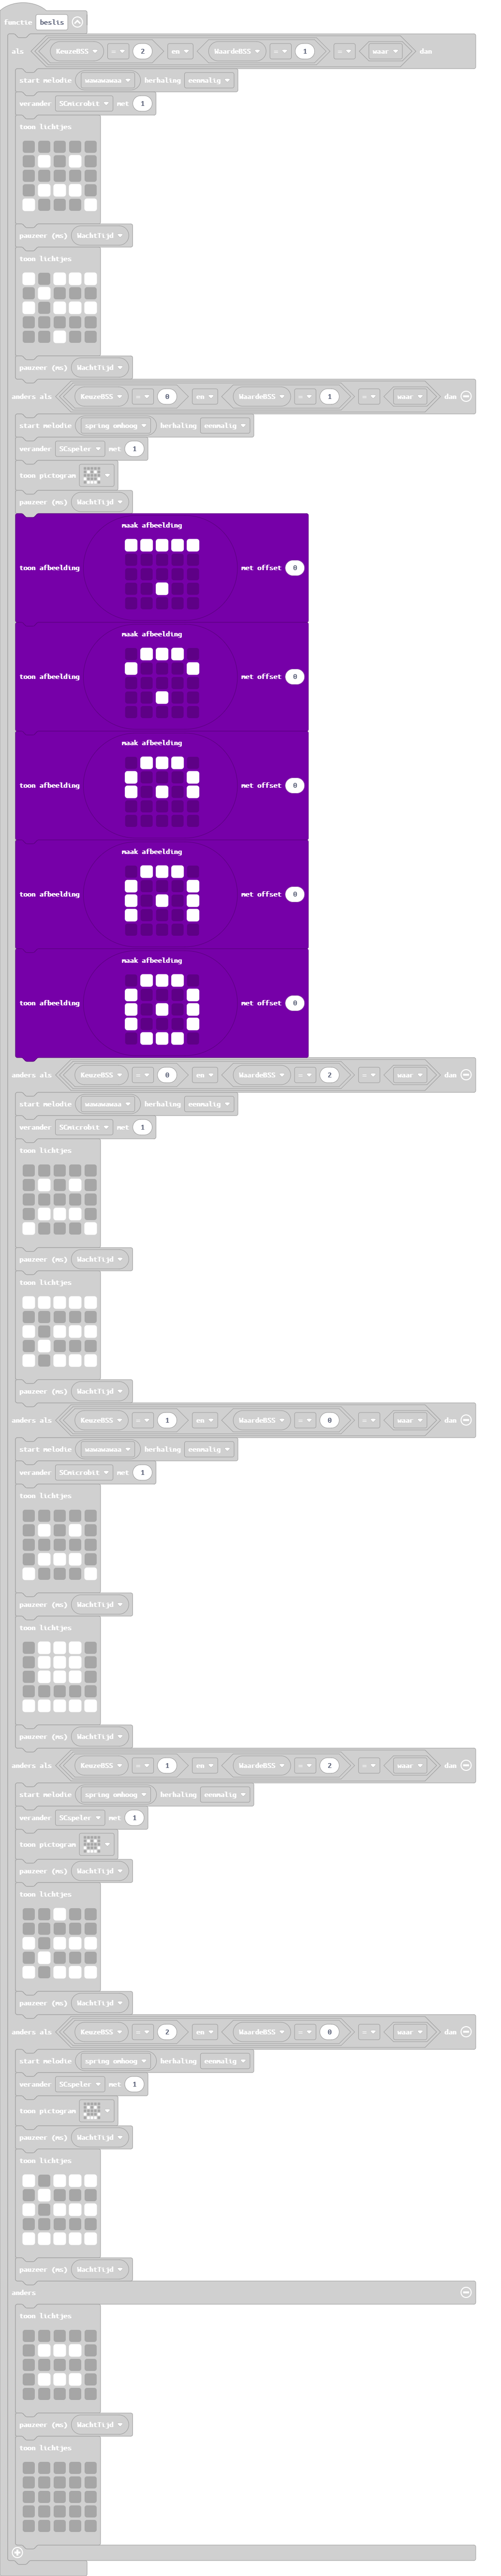 functie beslis
als KeuzeBSS = 2 en WaardeBSS = 1 = waar dan
start melodie wawawawaa herhaling eenmalig
verander SCmicrobit met 1
toon lichtjes
pauzeer (ms) WachtTijd
toon lichtjes
pauzeer (ms) WachtTijd
anders als KeuzeBSS = 0 en WaardeBSS = 1 = waar dan
start melodie spring omhoog herhaling eenmalig
verander SCspeler met 1
toon pictogram
pauzeer (ms) WachtTijd
maak afbeelding
toon afbeelding met offset 0
maak afbeelding
toon afbeelding met offset 0
maak afbeelding
toon afbeelding met offset 0
maak afbeelding
toon afbeelding met offset 0
maak afbeelding
toon afbeelding met offset 0
anders als KeuzeBSS = 0 en WaardeBSS = 2 = waar dan
start melodie wawawawaa herhaling eenmalig
verander SCmicrobit met 1
toon lichtjes
pauzeer (ms) WachtTijd
toon lichtjes
pauzeer (ms) WachtTijd
anders als KeuzeBSS = 1 en WaardeBSS = 0 = waar dan
start melodie wawawawaa herhaling eenmalig
verander SCmicrobit met 1
toon lichtjes
pauzeer (ms) WachtTijd
toon lichtjes
pauzeer (ms) WachtTijd
anders als KeuzeBSS = 1 en WaardeBSS = 2 = waar dan
start melodie spring omhoog herhaling eenmalig
verander SCspeler met 1
toon pictogram
pauzeer (ms) WachtTijd
toon lichtjes
pauzeer (ms) WachtTijd
anders als KeuzeBSS = 2 en WaardeBSS = 0 = waar dan
start melodie spring omhoog herhaling eenmalig
verander SCspeler met 1
toon pictogram
pauzeer (ms) WachtTijd
toon lichtjes
pauzeer (ms) WachtTijd
anders
toon lichtjes
pauzeer (ms) WachtTijd
toon lichtjes